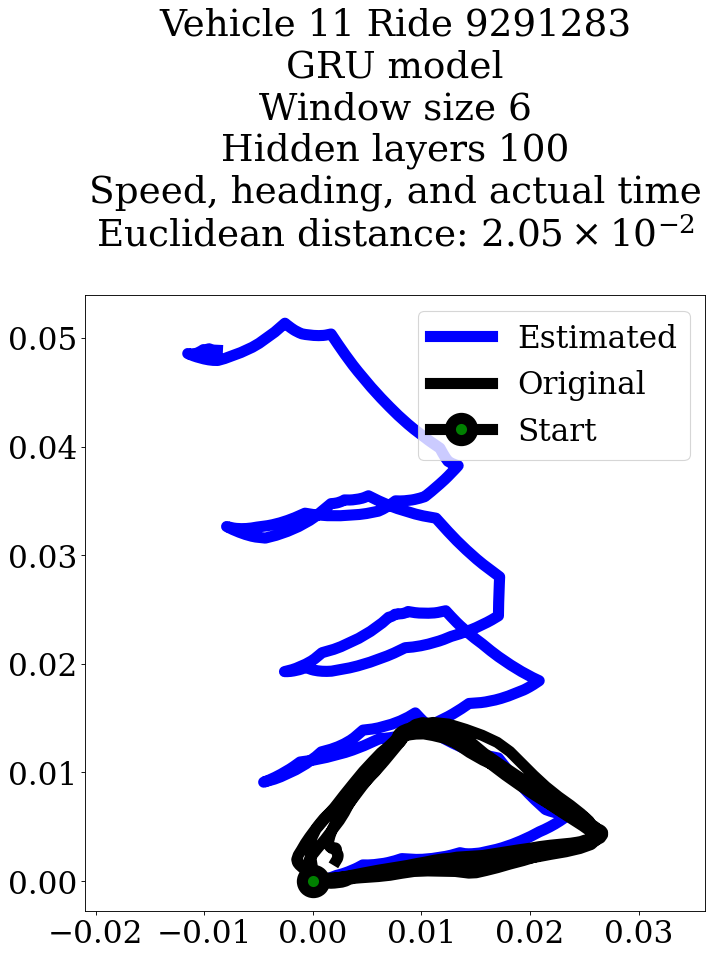 Vehicle 11 Ride 9291283
GRU model
Window size 6
Hidden layers 100
Speed, heading, and actual time
Euclidean distance: 2.05 × 10⁻²
Estimated
Original
Start
0.05
0.04
0.03
0.02
0.01
0.00
−0.02 −0.01 0.00 0.01 0.02 0.03